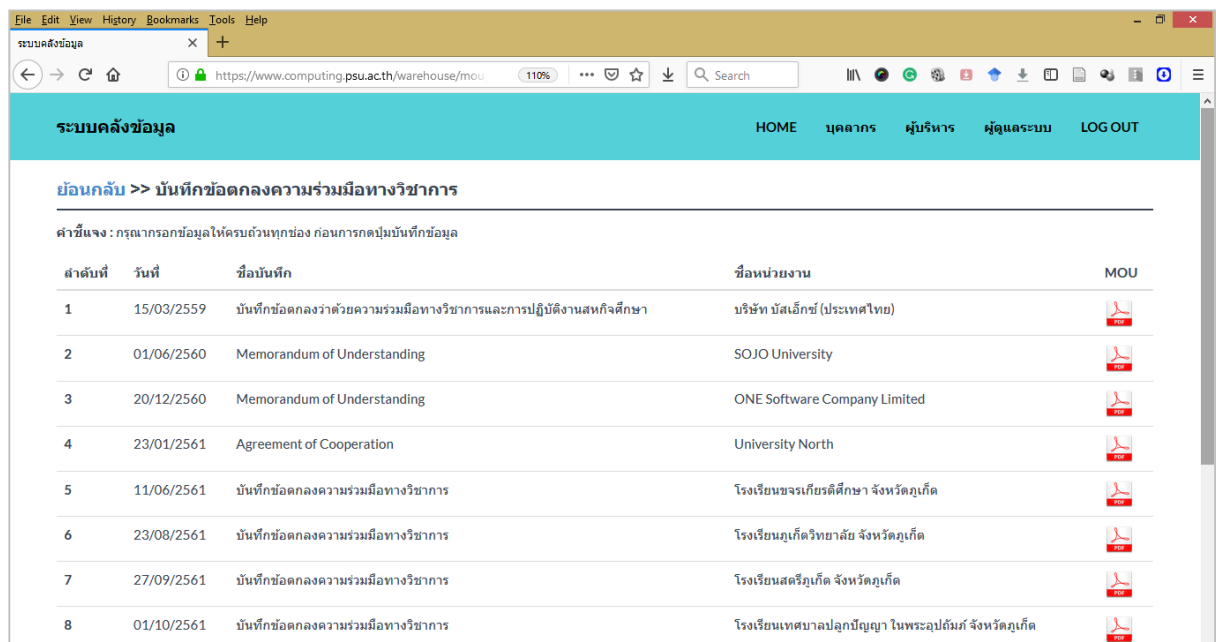 File Edit View History Bookmarks Tools Help
ระบบคลังข้อมูล
https://www.computing.psu.ac.th/warehouse/mou 110% Search
ระบบคลังข้อมูล HOME บุคลากร ผู้บริหาร ผู้ดูแลระบบ LOG OUT
ย้อนกลับ >> บันทึกข้อตกลงความร่วมมือทางวิชาการ
คำชี้แจง : กรุณากรอกข้อมูลให้ครบถ้วนทุกช่อง ก่อนการกดปุ่มบันทึกข้อมูล
ลำดับที่ วันที่ ชื่อบันทึก ชื่อหน่วยงาน MOU
1 15/03/2559 บันทึกข้อตกลงว่าด้วยความร่วมมือทางวิชาการและการปฏิบัติงานสหกิจศึกษา บริษัท บัสเอ็กซ์ (ประเทศไทย) PDF
2 01/06/2560 Memorandum of Understanding SOJO University PDF
3 20/12/2560 Memorandum of Understanding ONE Software Company Limited PDF
4 23/01/2561 Agreement of Cooperation University North PDF
5 11/06/2561 บันทึกข้อตกลงความร่วมมือทางวิชาการ โรงเรียนขจรเกียรติศึกษา จังหวัดภูเก็ต PDF
6 23/08/2561 บันทึกข้อตกลงความร่วมมือทางวิชาการ โรงเรียนภูเก็ตวิทยาลัย จังหวัดภูเก็ต PDF
7 27/09/2561 บันทึกข้อตกลงความร่วมมือทางวิชาการ โรงเรียนสตรีภูเก็ต จังหวัดภูเก็ต PDF
8 01/10/2561 บันทึกข้อตกลงความร่วมมือทางวิชาการ โรงเรียนเทศบาลปลูกปัญญา ในพระอุปถัมภ์ จังหวัดภูเก็ต PDF